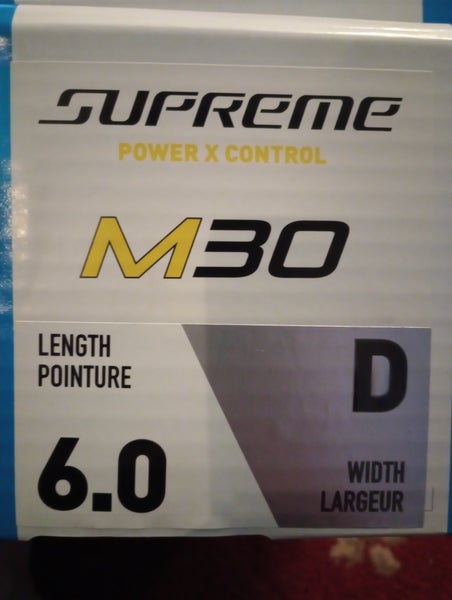 SUPREME
POWER X CONTROL
M30
LENGTH
POINTURE
6.0
D
WIDTH
LARGEUR